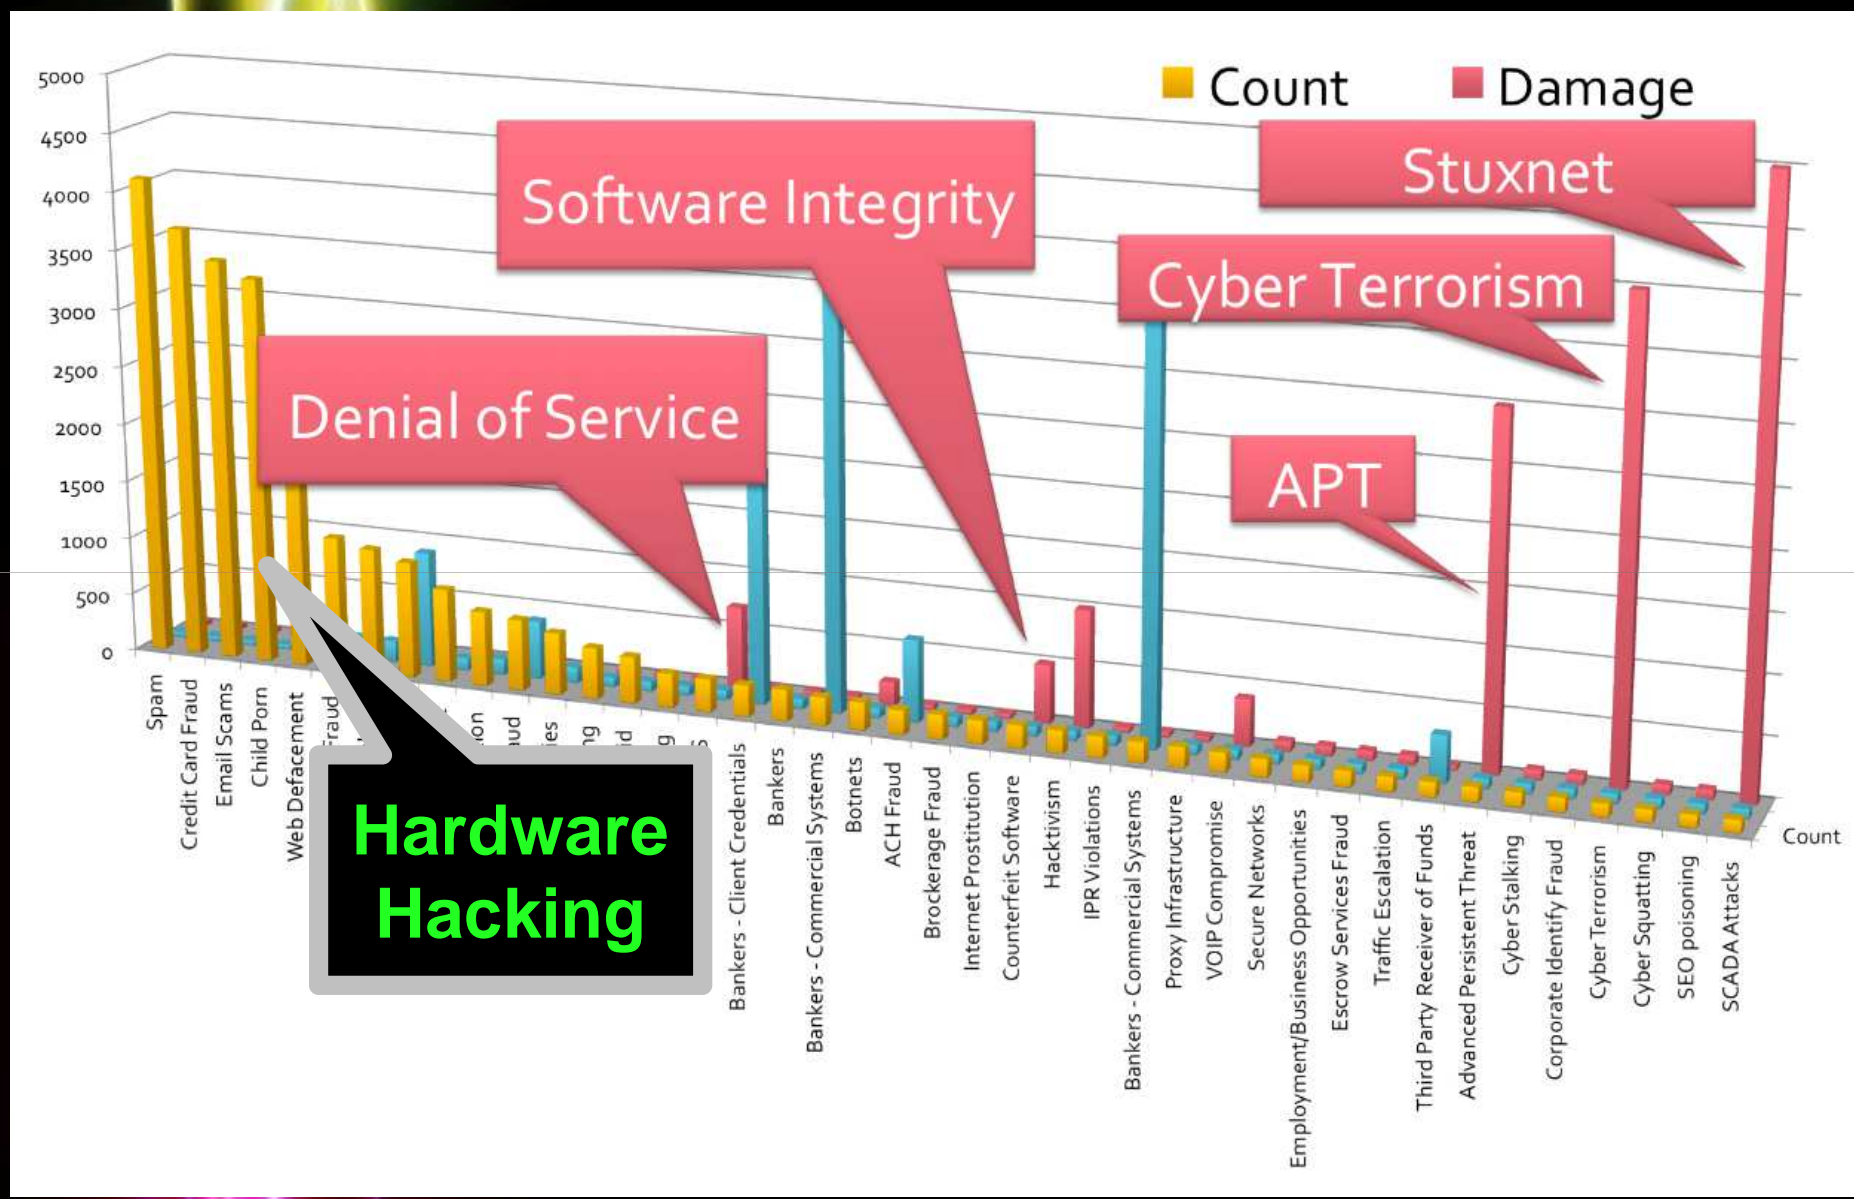 Count
Damage
5000
4500
4000
3500
3000
2500
2000
1500
1000
500
0
Software Integrity
Stuxnet
Cyber Terrorism
Denial of Service
APT
Hardware
Hacking
Spam
Credit Card Fraud
Email Scams
Child Porn
Web Defacement
Fraud
Bankers - Client Credentials
Bankers
Bankers - Commercial Systems
Botnets
ACH Fraud
Brockerage Fraud
Internet Prostitution
Counterfeit Software
Hacktivism
IPR Violations
Bankers - Commercial Systems
Proxy Infrastructure
VOIP Compromise
Secure Networks
Employment/Business Opportunities
Escrow Services Fraud
Traffic Escalation
Third Party Receiver of Funds
Advanced Persistent Threat
Cyber Stalking
Corporate Identify Fraud
Cyber Terrorism
Cyber Squatting
SEO poisoning
SCADA Attacks
Count